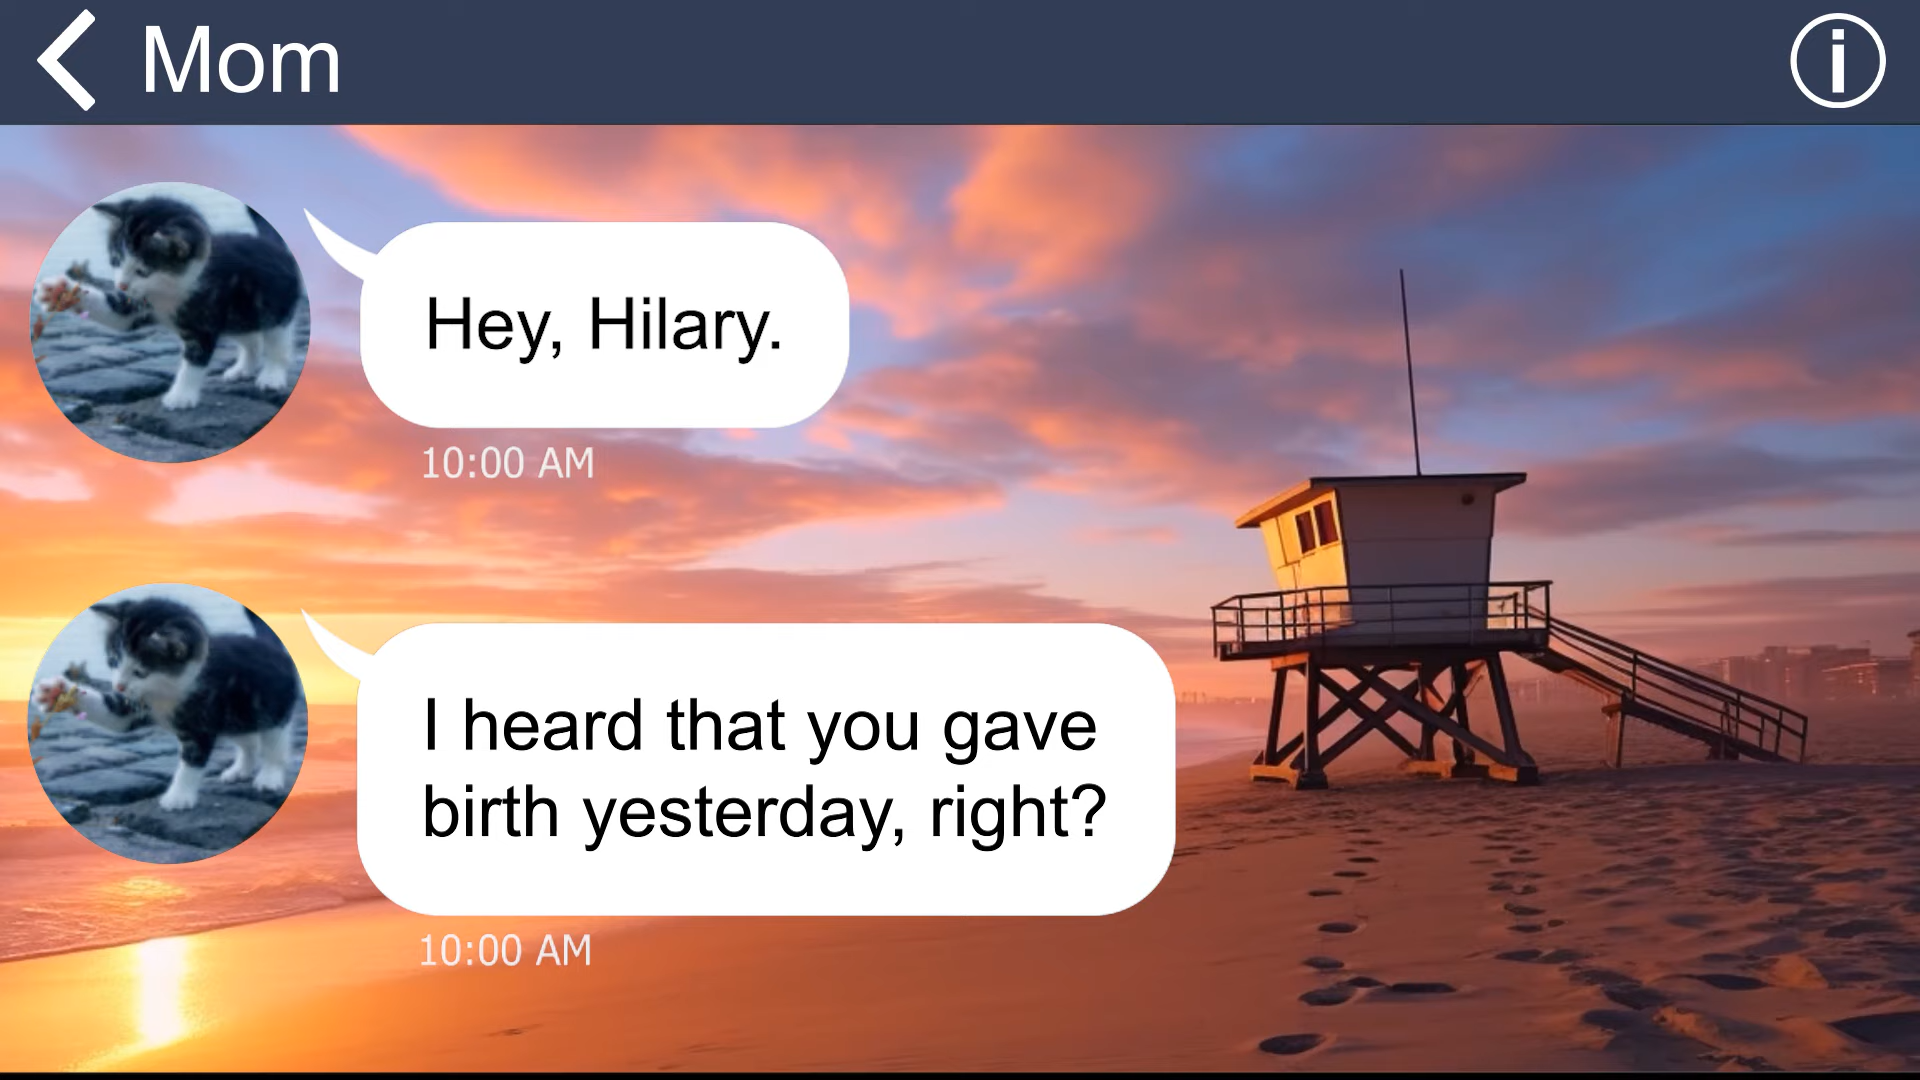 Mom
Hey, Hilary.
10:00 AM
I heard that you gave
birth yesterday, right?
10:00 AM